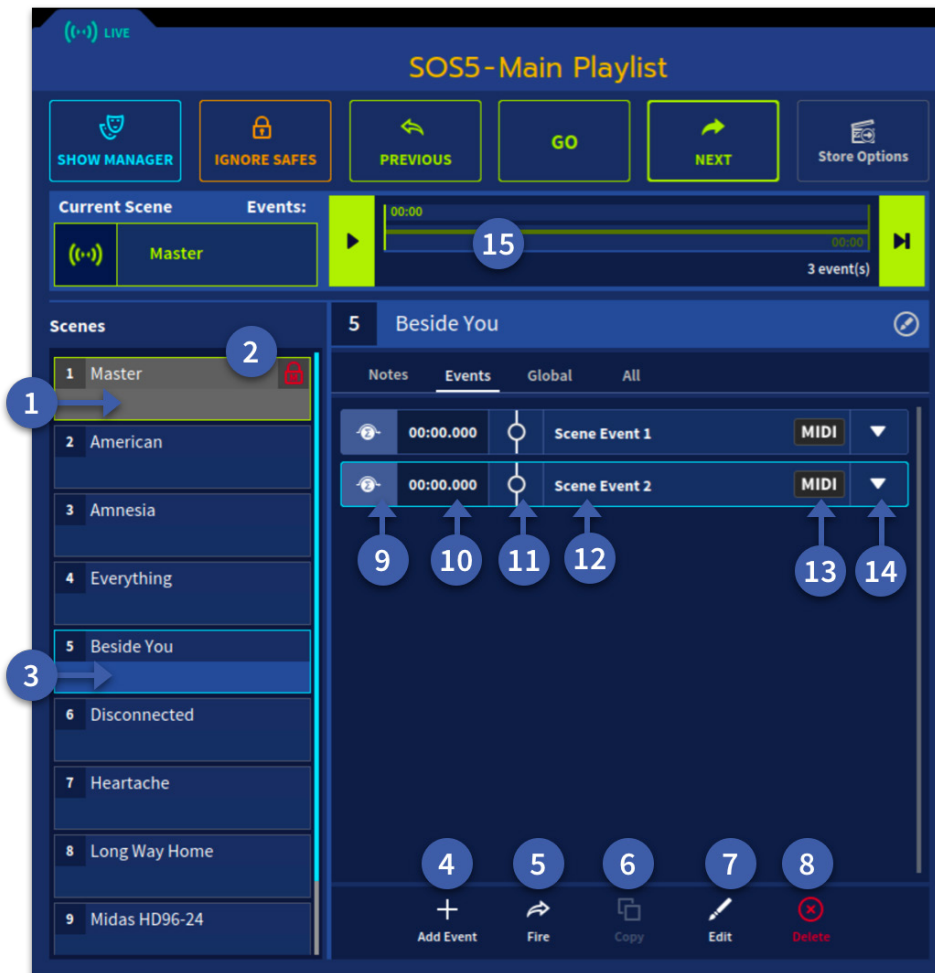 LIVE
SOS5-Main Playlist
SHOW MANAGER
IGNORE SAFES
PREVIOUS
GO
NEXT
Store Options
Current Scene Events:
Master
00:00
15
00:00
3 event(s)
Scenes
5 Beside You
2
1 Master
1
2 American
3 Amnesia
4 Everything
5 Beside You
3
6 Disconnected
7 Heartache
8 Long Way Home
9 Midas HD96-24
Notes Events Global All
00:00.000 Scene Event 1 MIDI
00:00.000 Scene Event 2 MIDI
9 10 11 12 13 14
4 5 6 7 8
Add Event Fire Copy Edit Delete